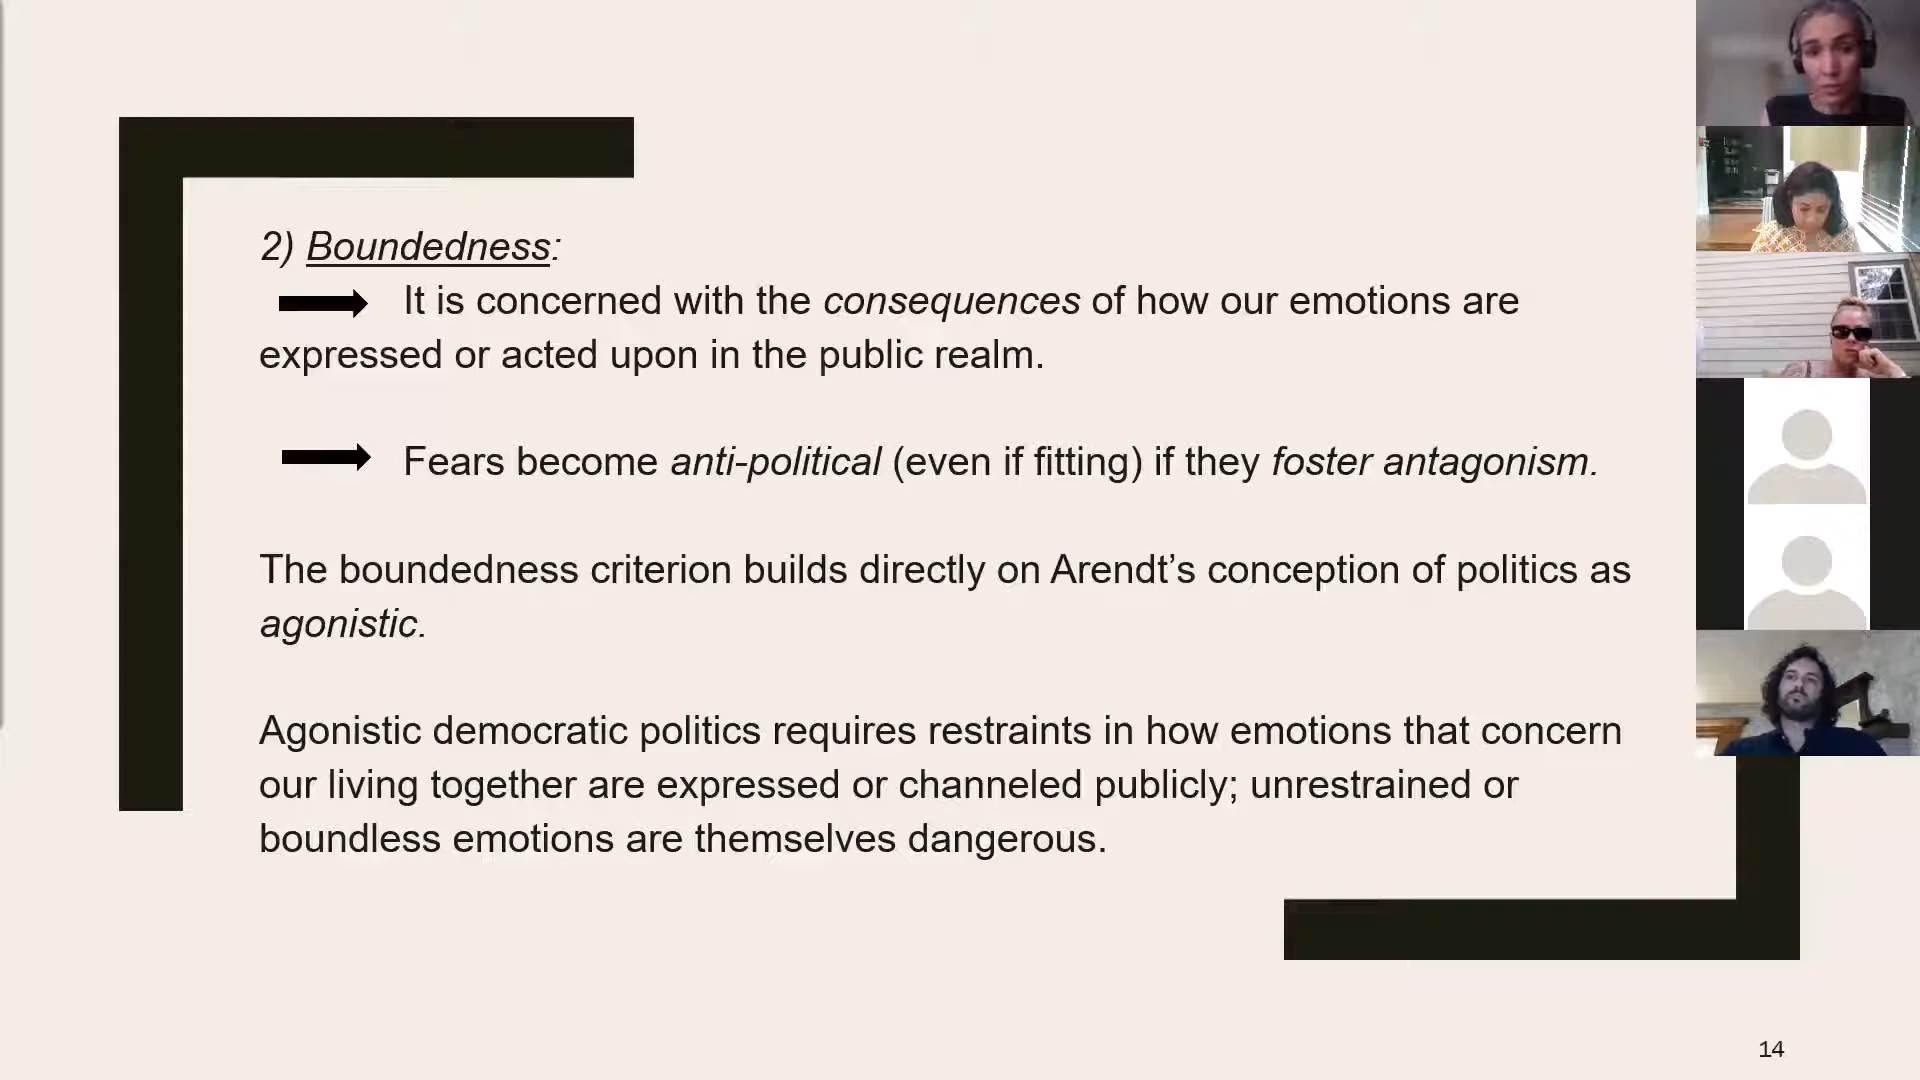 2) Boundedness:
It is concerned with the consequences of how our emotions are
expressed or acted upon in the public realm.
Fears become anti-political (even if fitting) if they foster antagonism.
The boundedness criterion builds directly on Arendt’s conception of politics as
agonistic.
Agonistic democratic politics requires restraints in how emotions that concern
our living together are expressed or channeled publicly; unrestrained or
boundless emotions are themselves dangerous.
14